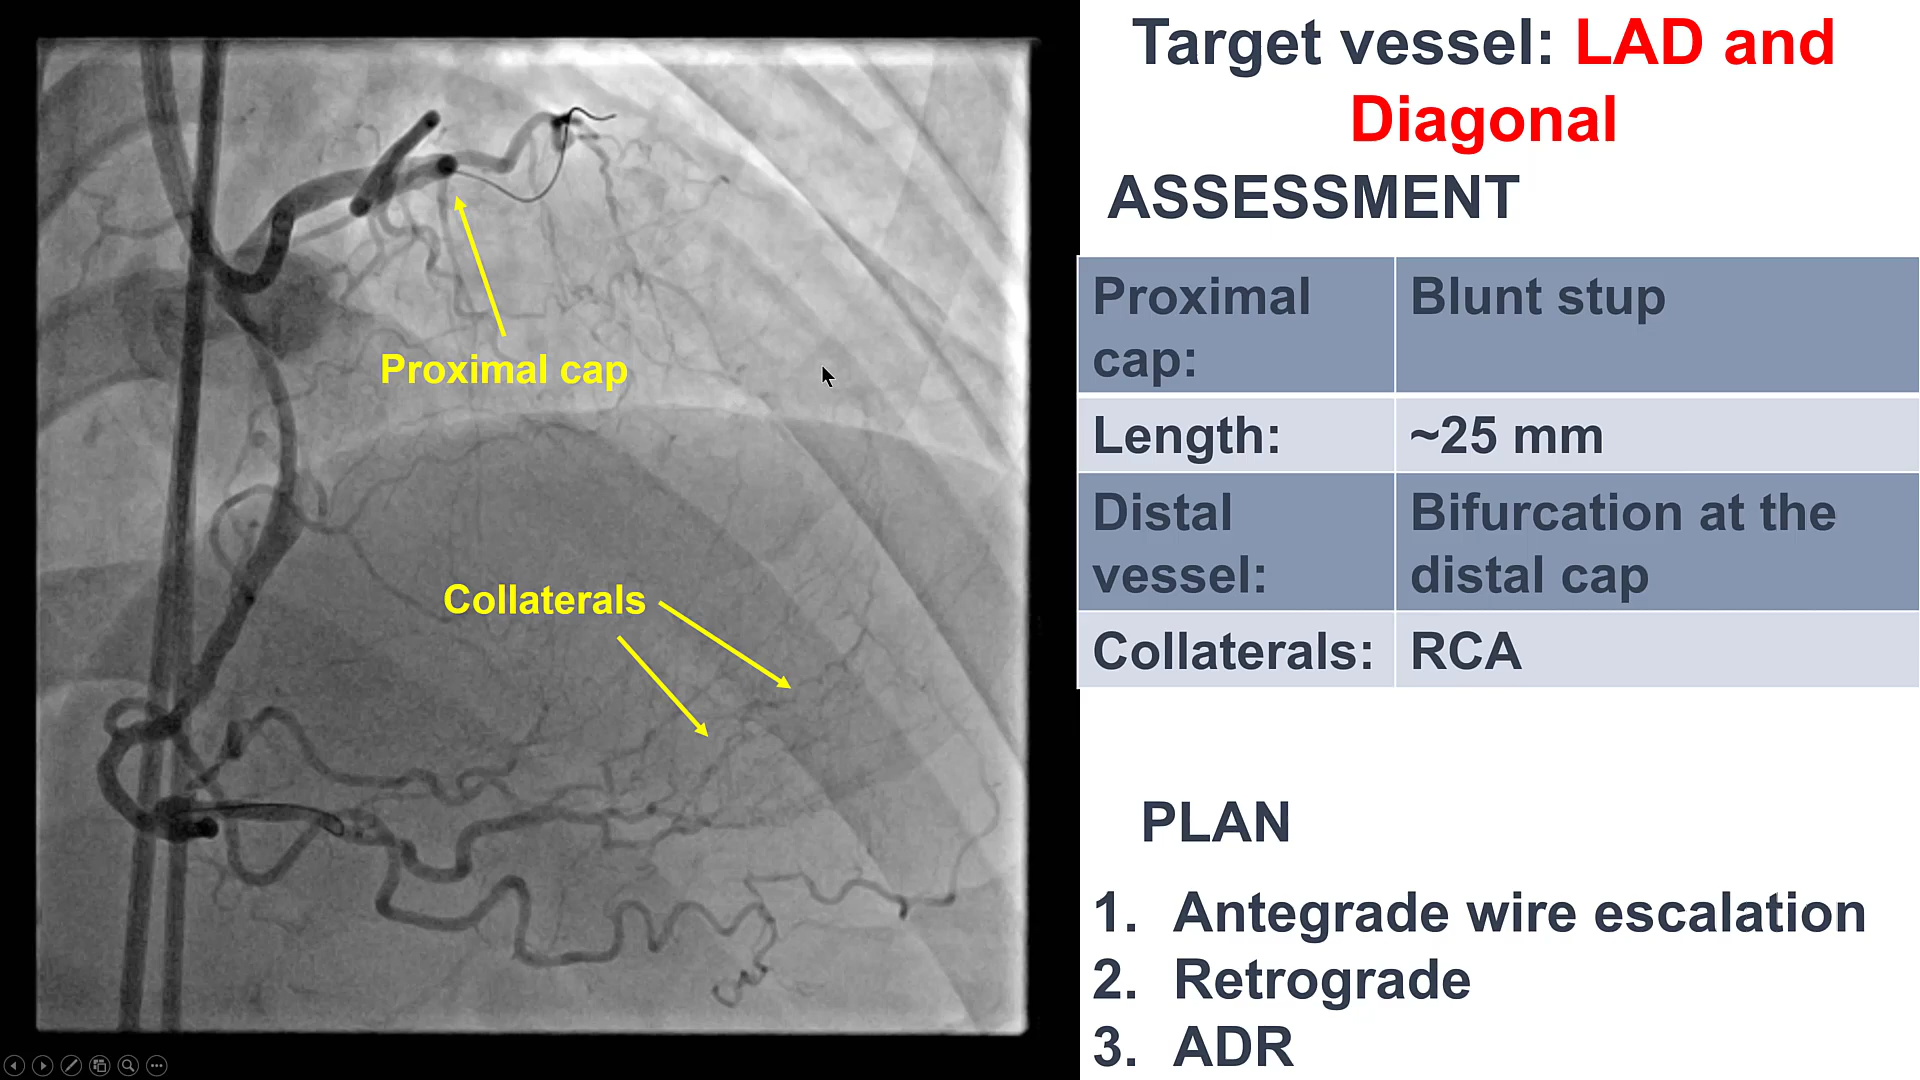 Target vessel: LAD and
Diagonal
ASSESSMENT
Proximal cap
Proximal
cap:
Blunt stup
Length:
~25 mm
Distal
vessel:
Bifurcation at the
distal cap
Collaterals:
RCA
Collaterals
PLAN
1. Antegrade wire escalation
2. Retrograde
3. ADR